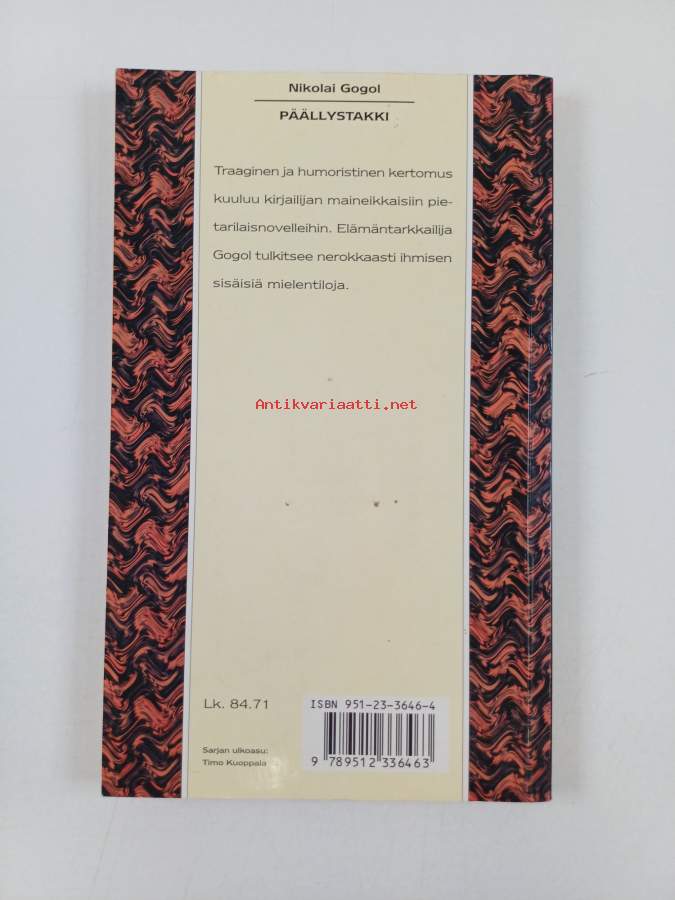 Nikolai Gogol
PÄÄLLYSTAKKI
Traaginen ja humoristinen kertomus
kuuluu kirjailijan maineikkaisiin pie-
tarilaisnovelleihin. Elämäntarkkailija
Gogol tulkitsee nerokkaasti ihmisen
sisäisiä mielentiloja.
Antikvariaatti.net
Lk. 84.71
ISBN 951-23-3646-4
Sarjan ulkoasu:
Timo Kuoppala
9 789512 336463